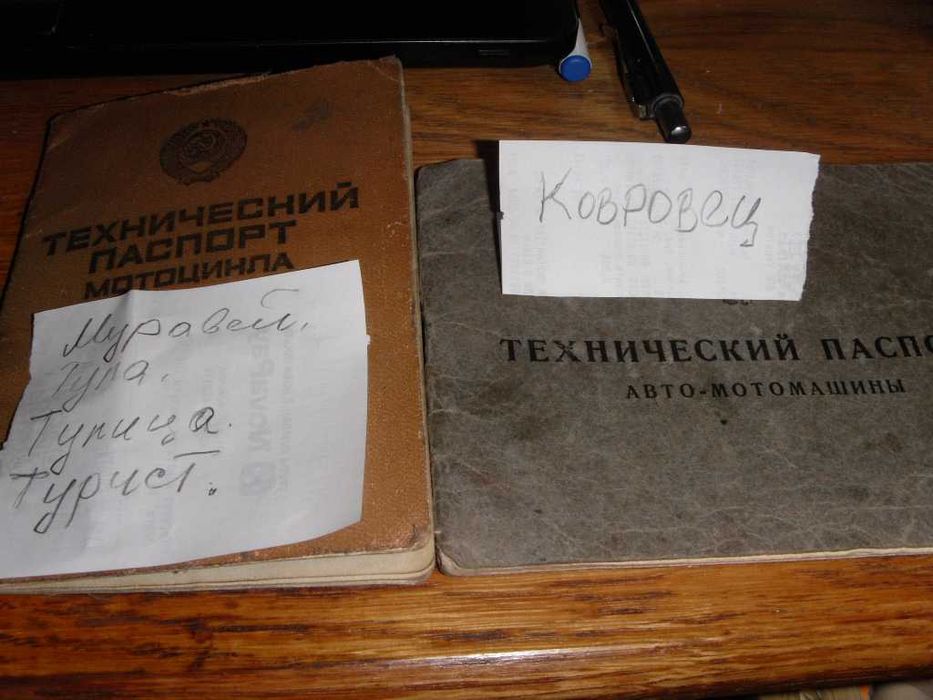 ТЕХНИЧЕСКИЙ
ПАСПОРТ
МОТОЦИКЛА
Муравей.
Тула.
Тулица.
Турист.
Ковровец
ТЕХНИЧЕСКИЙ ПАСПО
АВТО-МОТОМАШИНЫ